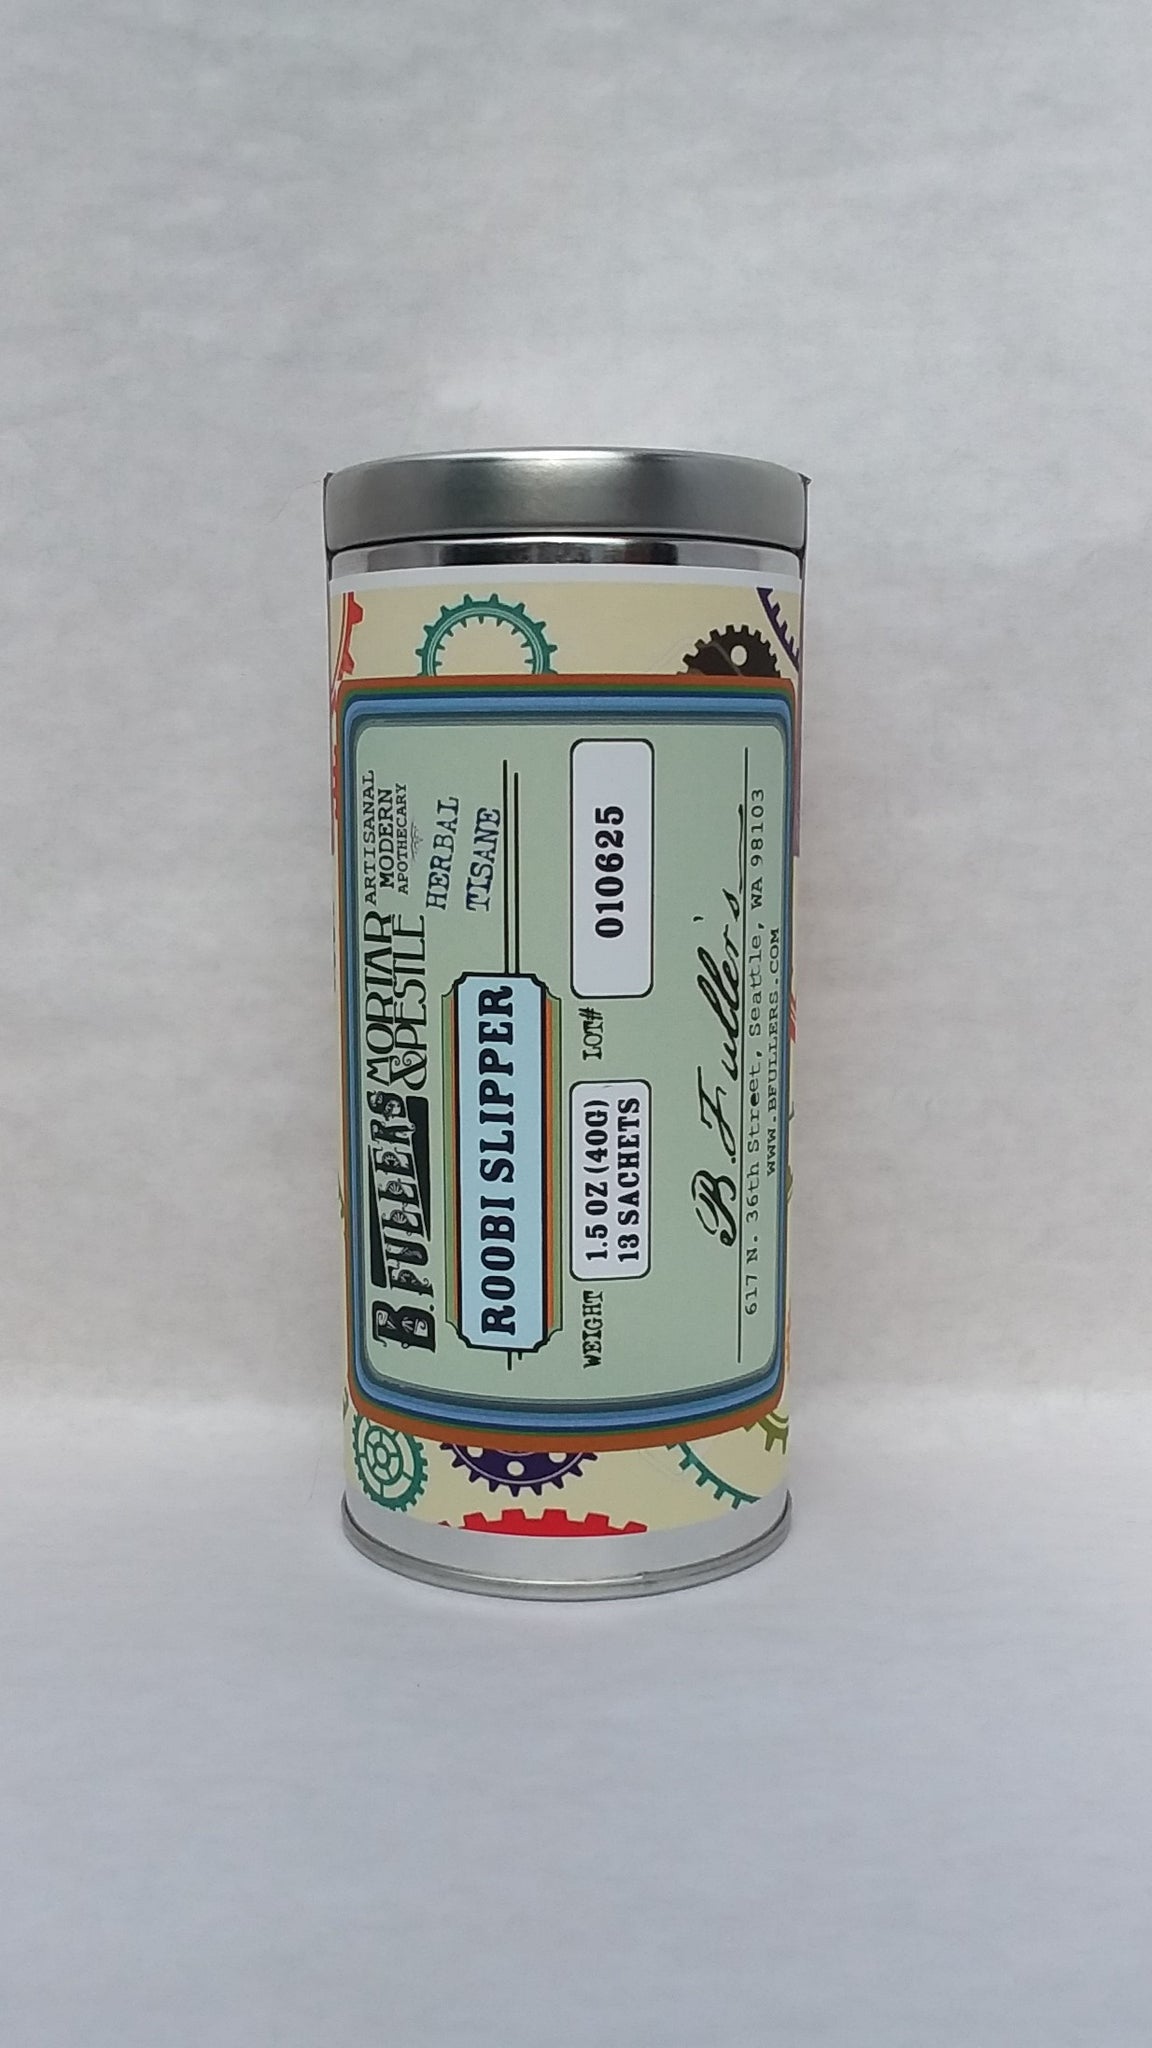 B. FULLERS MORTAR ARTISANAL
& PESTLE MODERN
APOTHECARY
HERBAL
TISANE
ROOBI SLIPPER
WEIGHT 1.5 OZ (40G)
13 SACHETS
LOT# 010625
B. Fuller's
617 N. 36th Street, Seattle, WA 98103
WWW.BFULLERS.COM